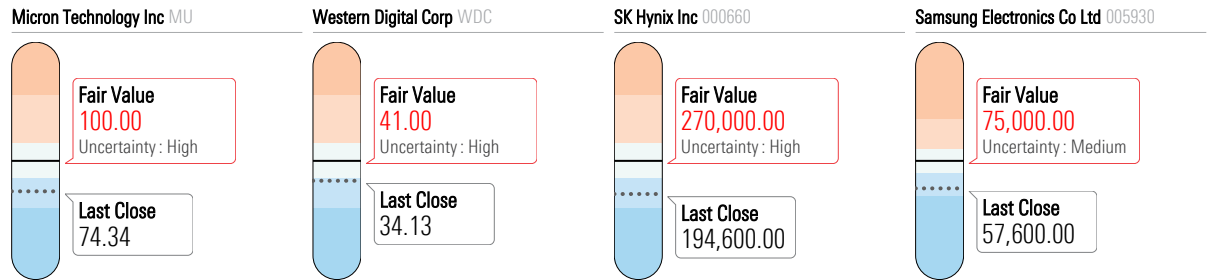 Micron Technology Inc MU
Fair Value
100.00
Uncertainty : High
Last Close
74.34
Western Digital Corp WDC
Fair Value
41.00
Uncertainty : High
Last Close
34.13
SK Hynix Inc 000660
Fair Value
270,000.00
Uncertainty : High
Last Close
194,600.00
Samsung Electronics Co Ltd 005930
Fair Value
75,000.00
Uncertainty : Medium
Last Close
57,600.00